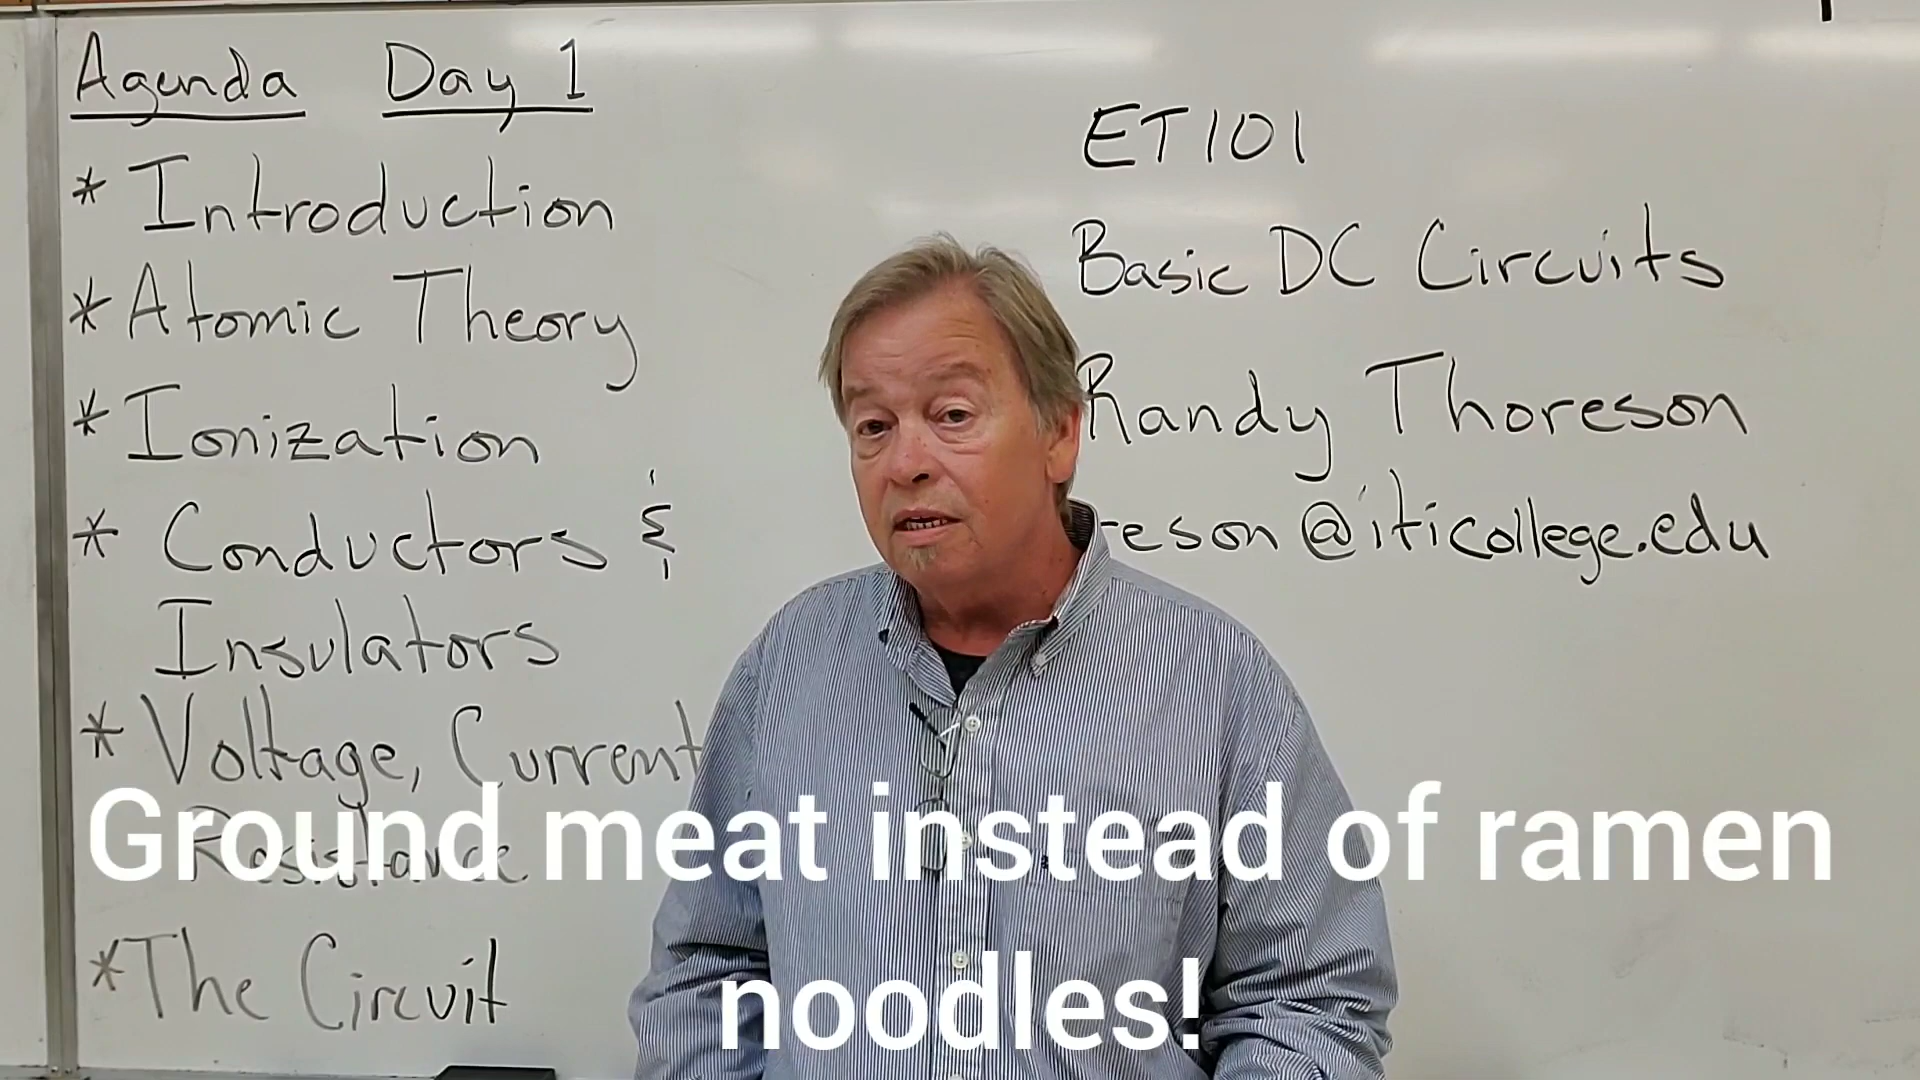 Agenda Day 1
* Introduction
* Atomic Theory
* Ionization
* Conductors &
Insulators
* Voltage, Current
Resistance
* The Circuit
ET101
Basic DC Circuits
Randy Thoreson
reson@iticollege.edu
Ground meat instead of ramen
noodles!